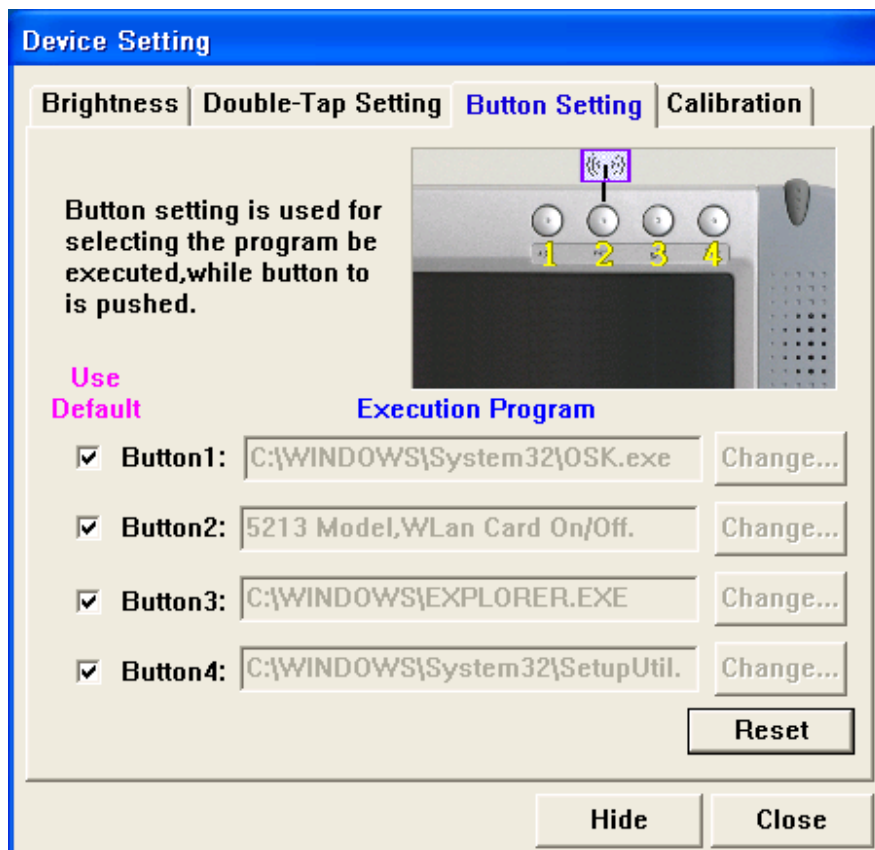 Device Setting
Brightness
Double-Tap Setting
Button Setting
Calibration
Button setting is used for
selecting the program be
executed,while button to
is pushed.
1 2 3 4
Use
Default
Execution Program
Button1: C:\WINDOWS\System32\OSK.exe Change...
Button2: 5213 Model,WLan Card On/Off. Change...
Button3: C:\WINDOWS\EXPLORER.EXE Change...
Button4: C:\WINDOWS\System32\SetupUtil. Change...
Reset
Hide Close